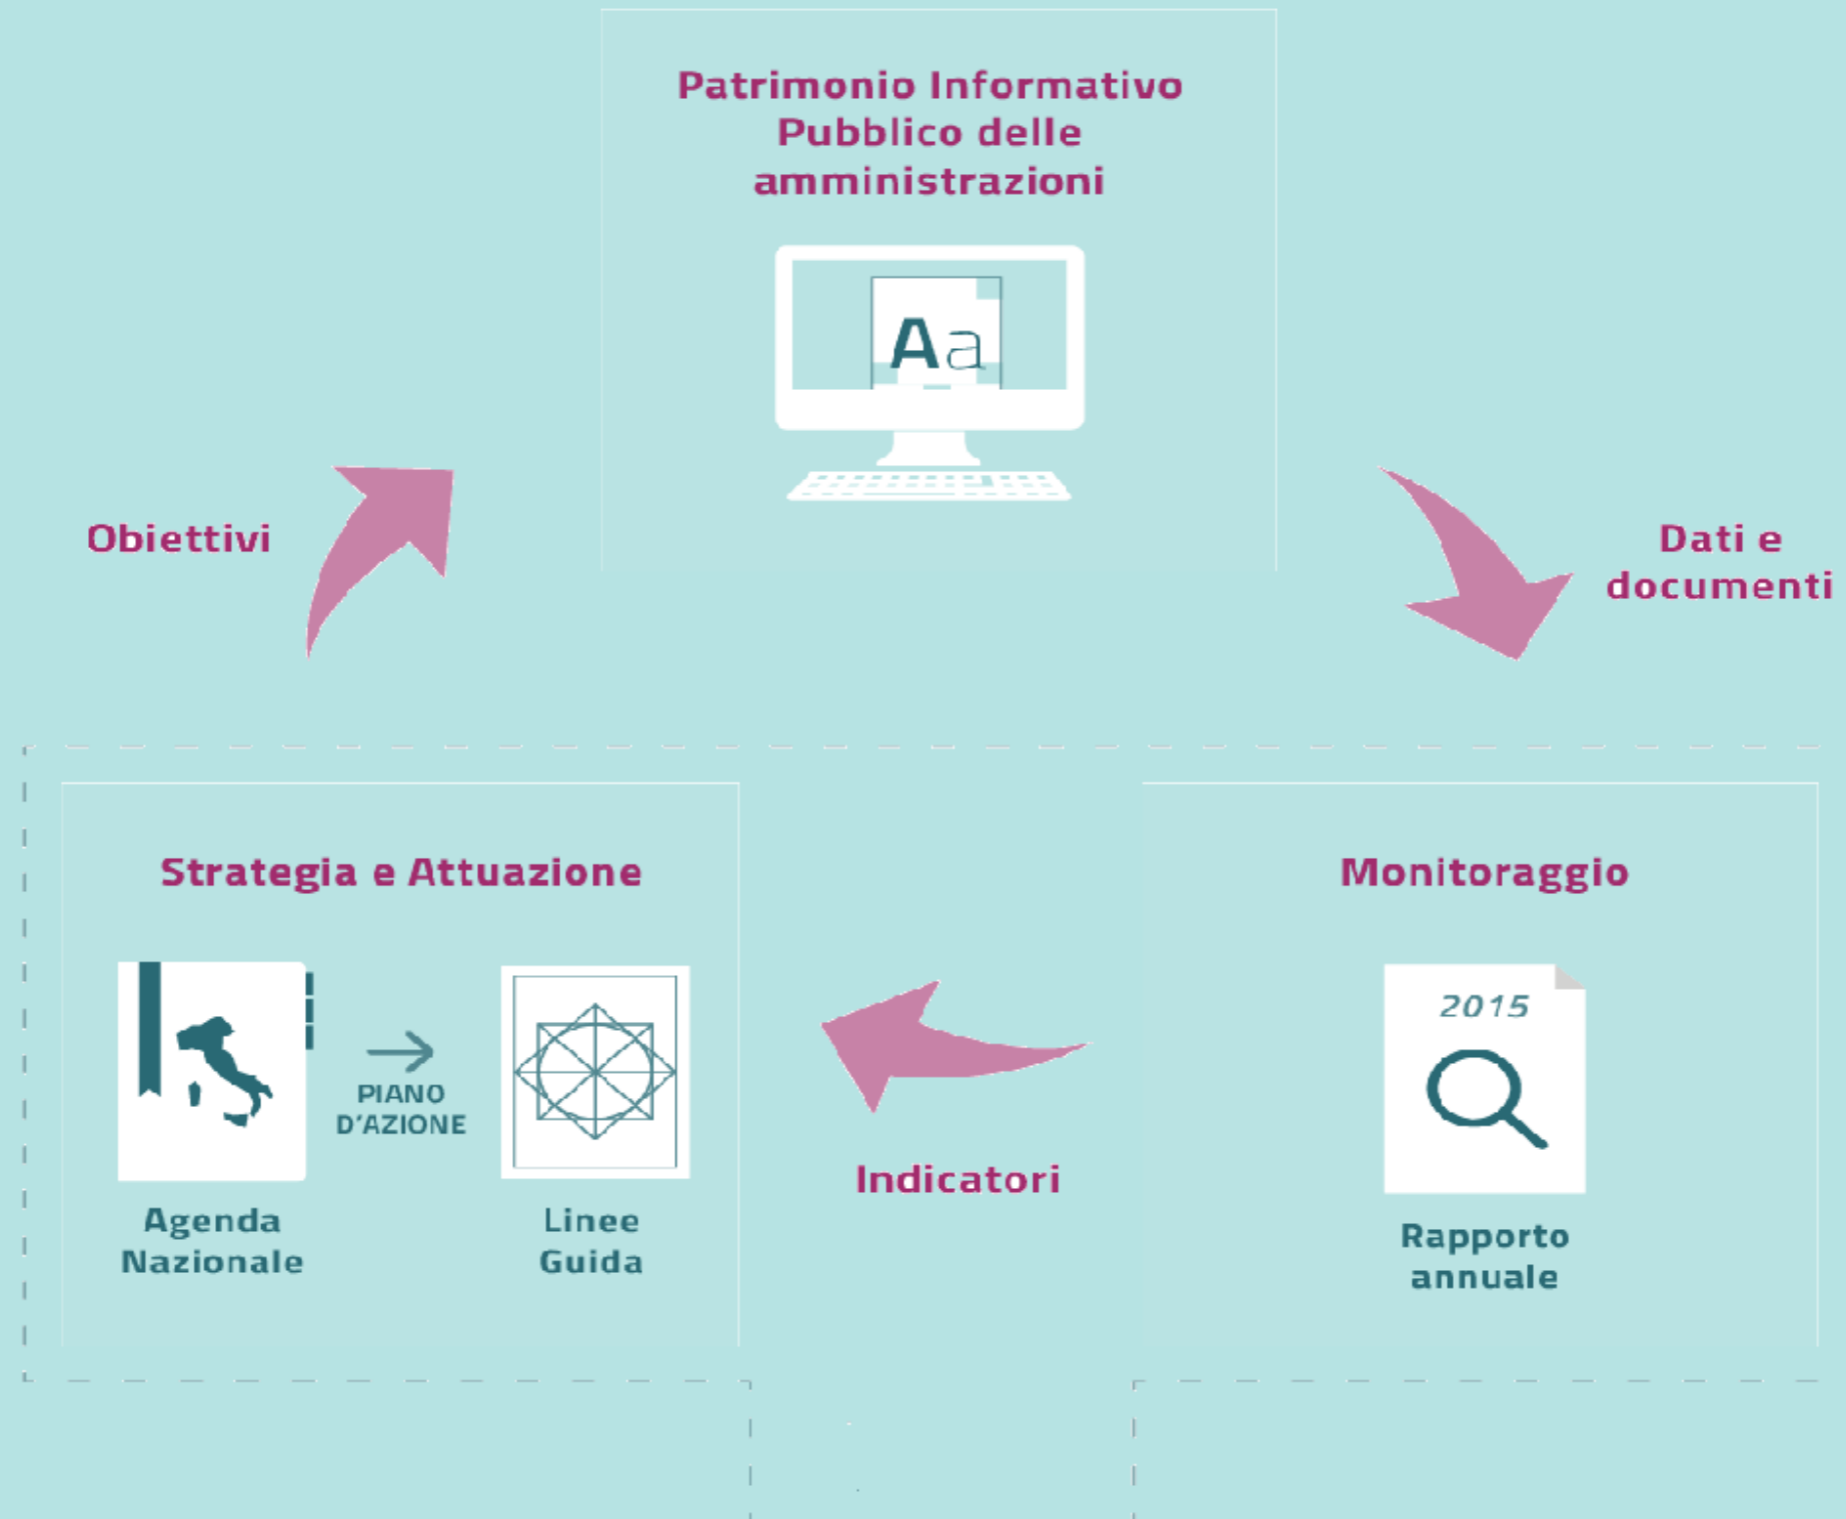 Patrimonio Informativo
Pubblico delle
amministrazioni
Aa
Obiettivi
Dati e
documenti
Strategia e Attuazione
PIANO
D'AZIONE
Agenda
Nazionale
Linee
Guida
Indicatori
Monitoraggio
2015
Rapporto
annuale